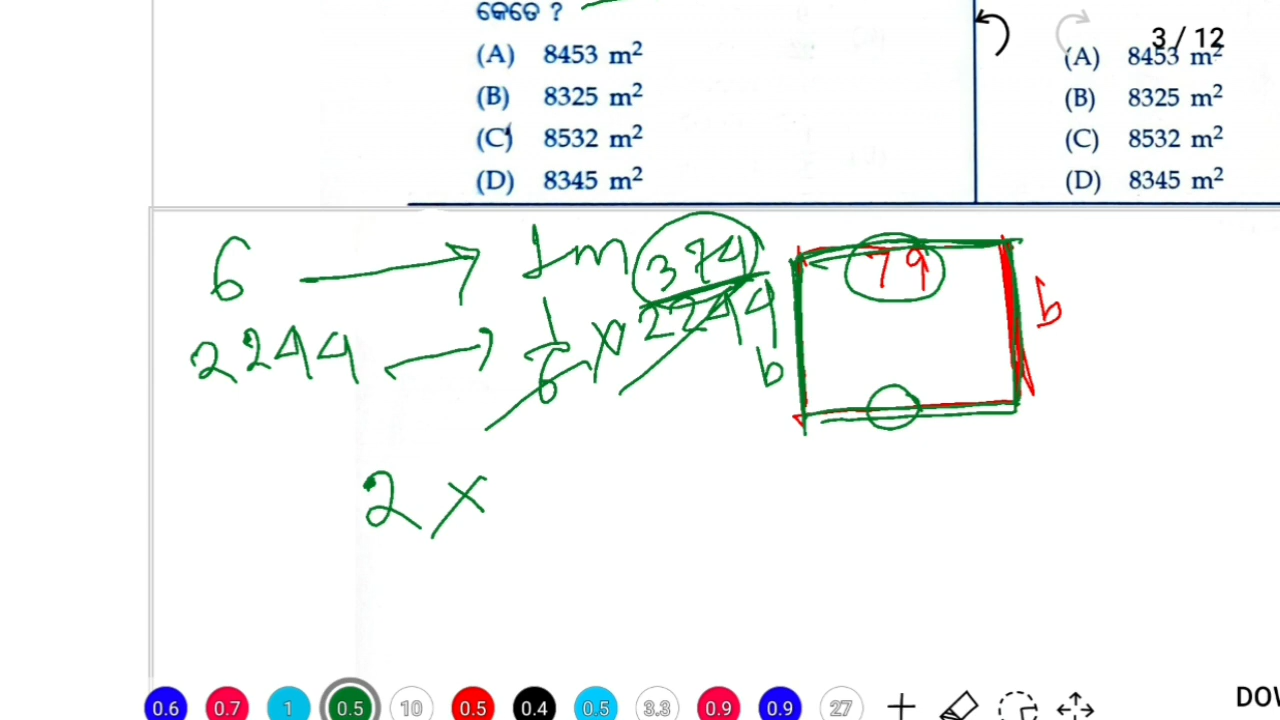 କେତେ ?
(A) 8453 m²
(B) 8325 m²
(C) 8532 m²
(D) 8345 m²
3 / 12
(A) 8453 m²
(B) 8325 m²
(C) 8532 m²
(D) 8345 m²
6 → 1m 374
2244 → 1/6 × 2244
79
b
b
2 ×
0.6 0.7 1 0.5 10 0.5 0.4 0.5 3.3 0.9 0.9 27
DOW